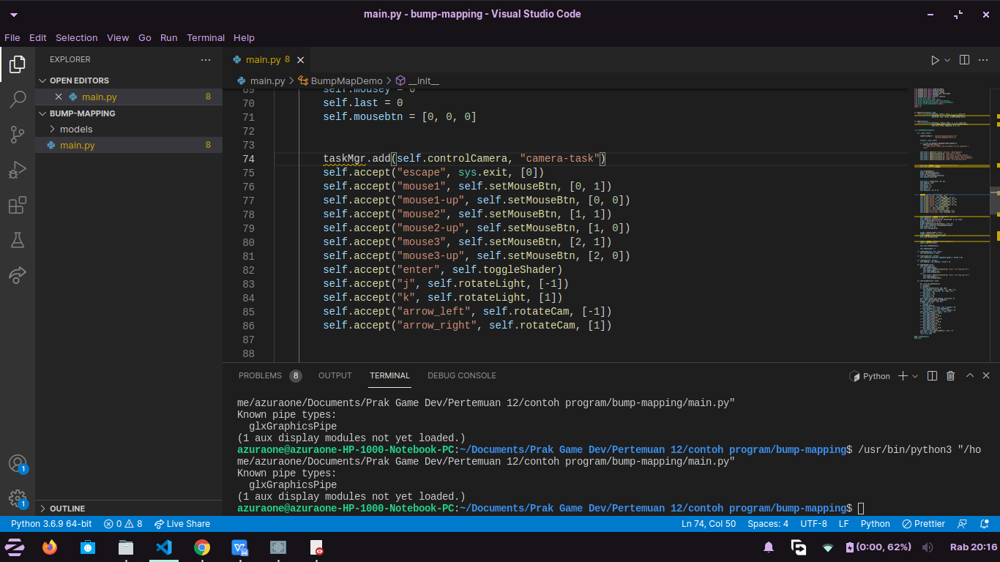 main.py - bump-mapping - Visual Studio Code
File Edit Selection View Go Run Terminal Help
EXPLORER
OPEN EDITORS
main.py 8
BUMP-MAPPING
models
main.py 8
OUTLINE
main.py 8
main.py > BumpMapDemo > __init__
69 self.mousey = 0
70 self.last = 0
71 self.mousebtn = [0, 0, 0]
72
73
74 taskMgr.add(self.controlCamera, "camera-task")
75 self.accept("escape", sys.exit, [0])
76 self.accept("mouse1", self.setMouseBtn, [0, 1])
77 self.accept("mouse1-up", self.setMouseBtn, [0, 0])
78 self.accept("mouse2", self.setMouseBtn, [1, 1])
79 self.accept("mouse2-up", self.setMouseBtn, [1, 0])
80 self.accept("mouse3", self.setMouseBtn, [2, 1])
81 self.accept("mouse3-up", self.setMouseBtn, [2, 0])
82 self.accept("enter", self.toggleShader)
83 self.accept("j", self.rotateLight, [-1])
84 self.accept("k", self.rotateLight, [1])
85 self.accept("arrow_left", self.rotateCam, [-1])
86 self.accept("arrow_right", self.rotateCam, [1])
87
88
PROBLEMS 8 OUTPUT TERMINAL DEBUG CONSOLE
Python
me/azuraone/Documents/Prak Game Dev/Pertemuan 12/contoh program/bump-mapping/main.py"
Known pipe types:
glxGraphicsPipe
(1 aux display modules not yet loaded.)
azuraone@azuraone-HP-1000-Notebook-PC:~/Documents/Prak Game Dev/Pertemuan 12/contoh program/bump-mapping$ /usr/bin/python3 "/ho
me/azuraone/Documents/Prak Game Dev/Pertemuan 12/contoh program/bump-mapping/main.py"
Known pipe types:
glxGraphicsPipe
(1 aux display modules not yet loaded.)
azuraone@azuraone-HP-1000-Notebook-PC:~/Documents/Prak Game Dev/Pertemuan 12/contoh program/bump-mapping$
1
1
Python 3.6.9 64-bit 0 8 Live Share Ln 74, Col 50 Spaces: 4 UTF-8 LF Python Prettier
(0:00, 62%) Rab 20:16